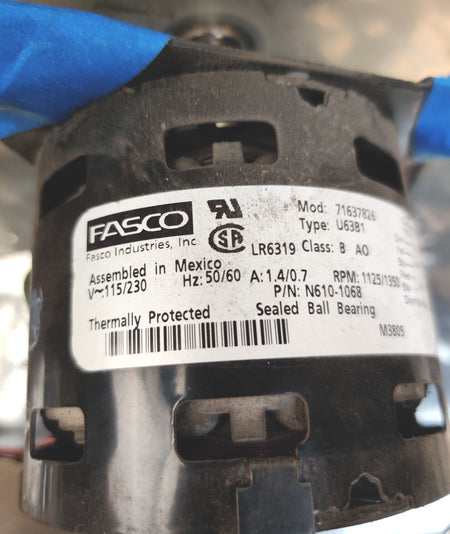 FASCO
Fasco Industries, Inc.
Mod: 71637826
Type: U63B1
LR6319 Class: B AO
Assembled in Mexico
V~:115/230 Hz: 50/60 A: 1.4/0.7 RPM: 1125/1350
P/N: N610-1068
Thermally Protected Sealed Ball Bearing
M3805